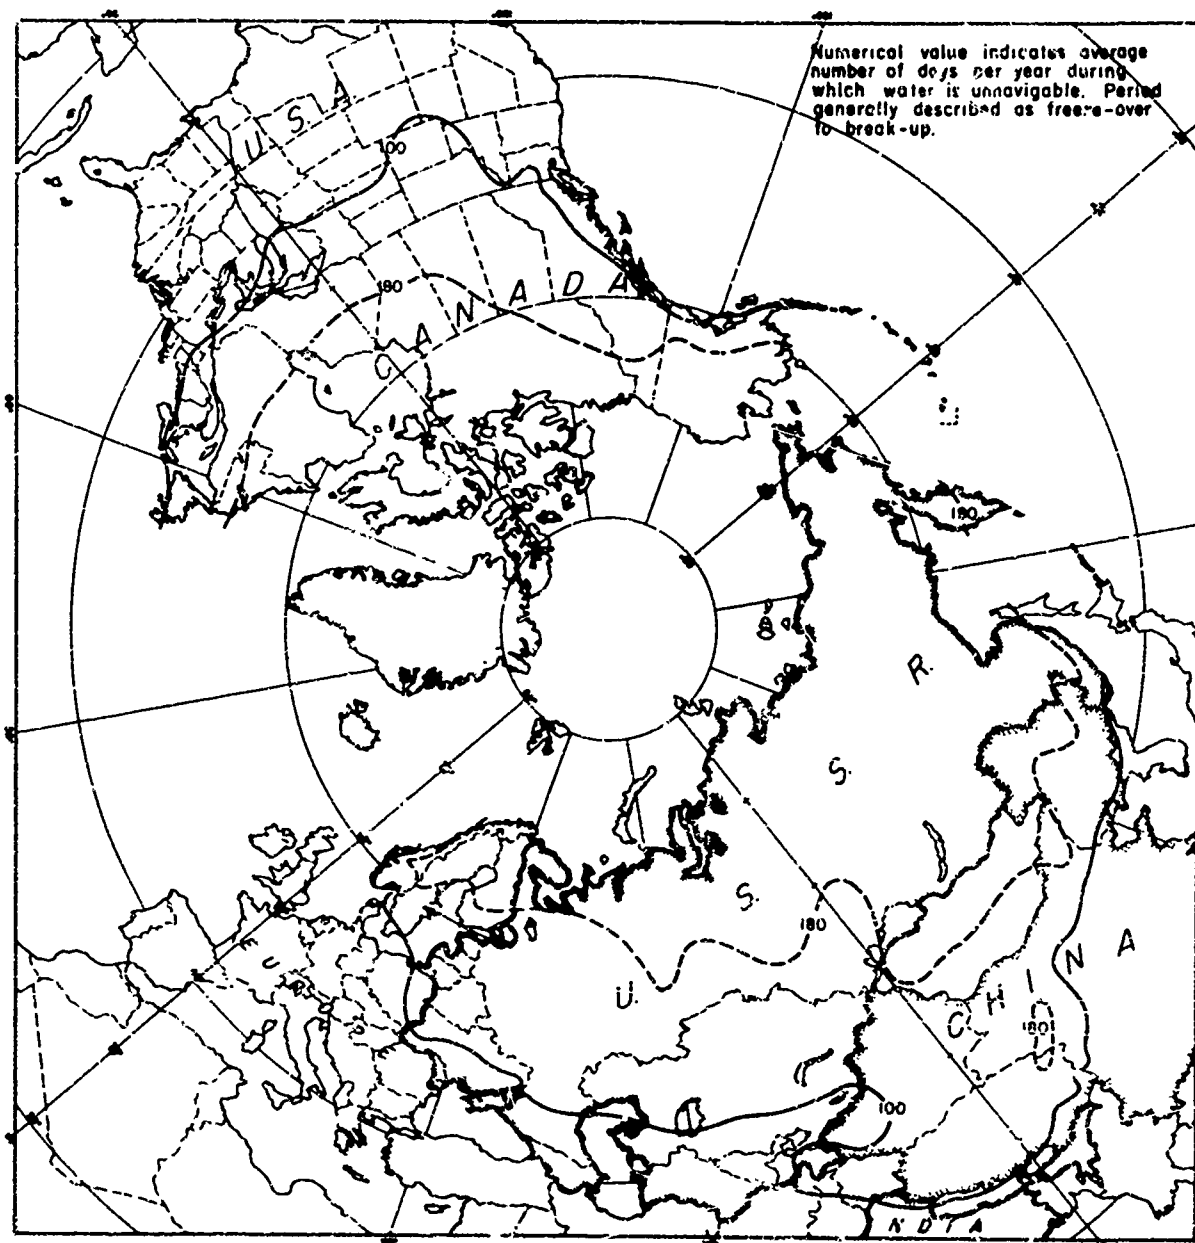 Numerical value indicates average
number of days per year during
which water is unnavigable. Period
generally described as freeze-over
to break-up.
U. S. A.
100
180
C A N A D A
180
R.
S.
S.
180
U.
C H I N A
180
100
I N D I A